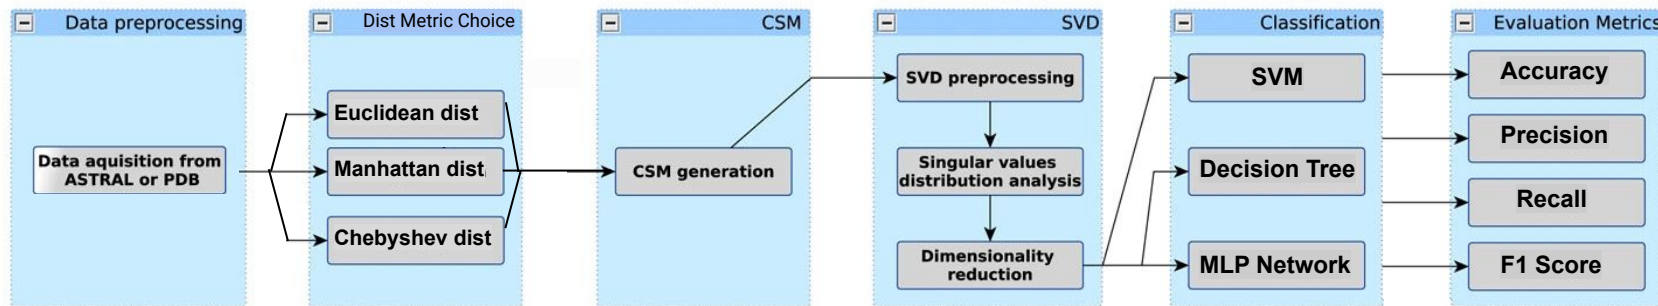 Data preprocessing
Data aquisition from
ASTRAL or PDB
Dist Metric Choice
Euclidean dist
Manhattan dist
Chebyshev dist
CSM
CSM generation
SVD
SVD preprocessing
Singular values
distribution analysis
Dimensionality
reduction
Classification
SVM
Decision Tree
MLP Network
Evaluation Metrics
Accuracy
Precision
Recall
F1 Score